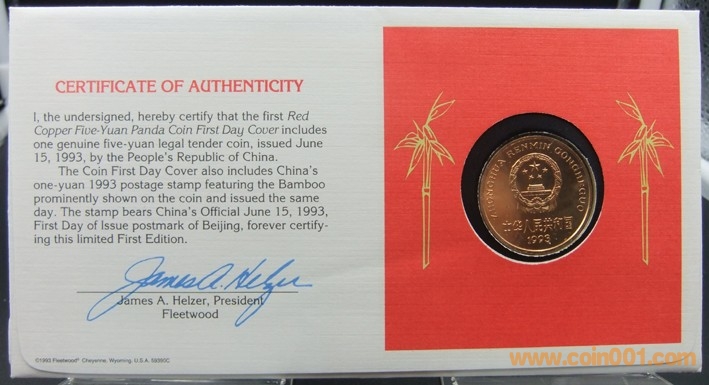 CERTIFICATE OF AUTHENTICITY
I, the undersigned, hereby certify that the first Red
Copper Five-Yuan Panda Coin First Day Cover includes
one genuine five-yuan legal tender coin, issued June
15, 1993, by the People's Republic of China.
The Coin First Day Cover also includes China's
one-yuan 1993 postage stamp featuring the Bamboo
prominently shown on the coin and issued the same
day. The stamp bears China's Official June 15, 1993,
First Day of Issue postmark of Beijing, forever certify-
ing this limited First Edition.
James A. Helzer
James A. Helzer, President
Fleetwood
©1993 Fleetwood® Cheyenne, Wyoming, U.S.A.
ZHONGHUA RENMIN GONGHEGUO
中华人民共和国
1993
www.coin001.com